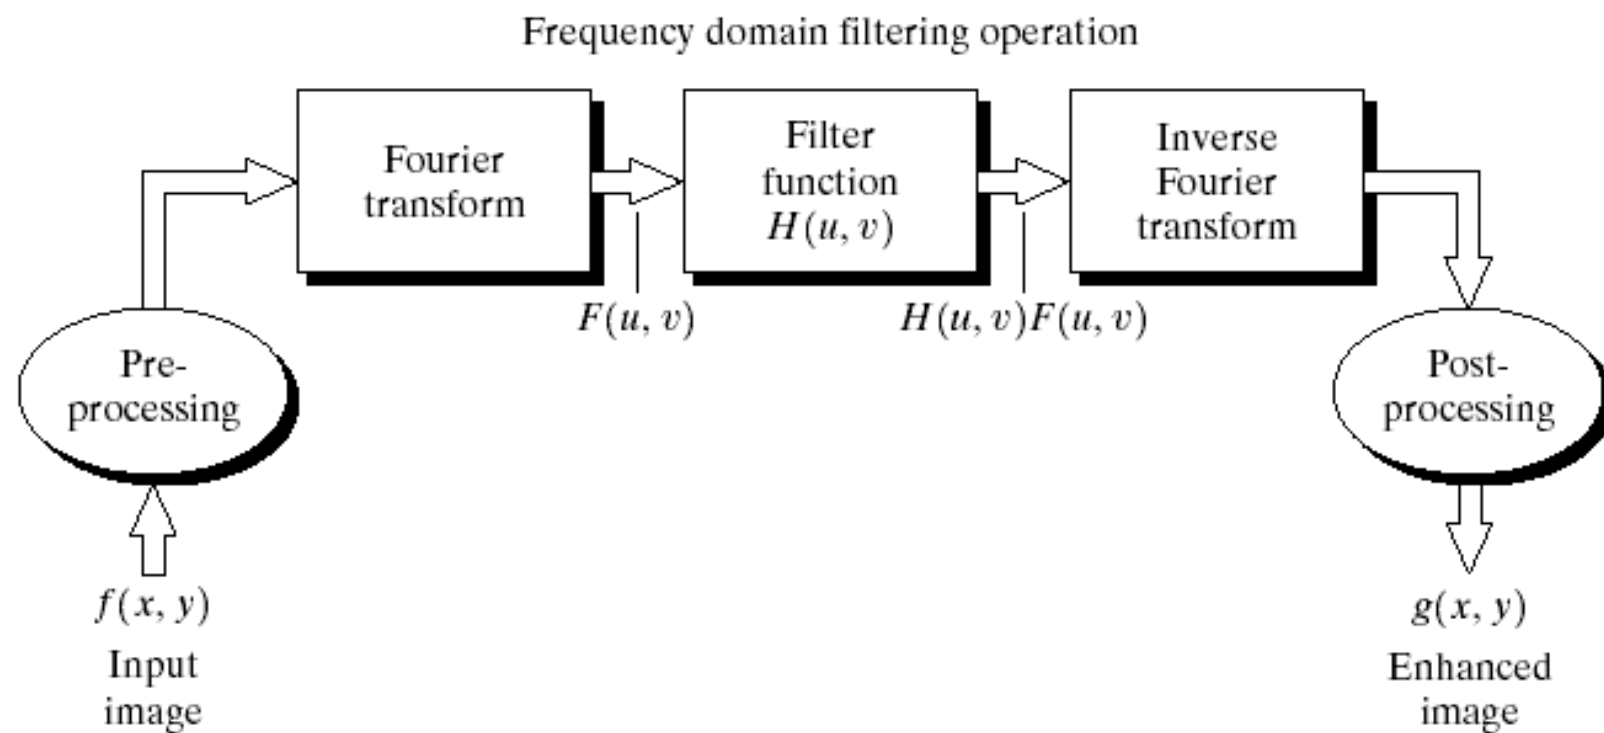 Frequency domain filtering operation
Fourier
transform
Filter
function
H(u, v)
Inverse
Fourier
transform
F(u, v)
H(u, v)F(u, v)
Pre-
processing
Post-
processing
f(x, y)
Input
image
g(x, y)
Enhanced
image